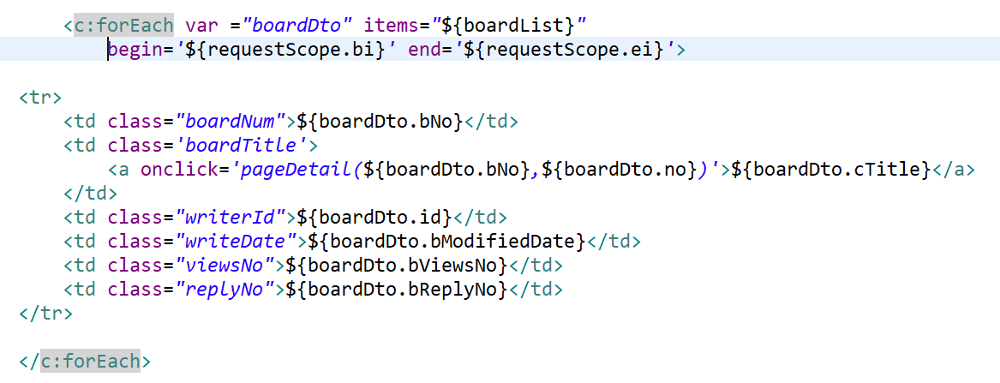 <c:forEach var ="boardDto" items="${boardList}"
begin='${requestScope.bi}' end='${requestScope.ei}'>
<tr>
<td class="boardNum">${boardDto.bNo}</td>
<td class='boardTitle'>
<a onclick='pageDetail(${boardDto.bNo},${boardDto.no})'>${boardDto.cTitle}</a>
</td>
<td class="writerId">${boardDto.id}</td>
<td class="writeDate">${boardDto.bModifiedDate}</td>
<td class="viewsNo">${boardDto.bViewsNo}</td>
<td class="replyNo">${boardDto.bReplyNo}</td>
</tr>
</c:forEach>